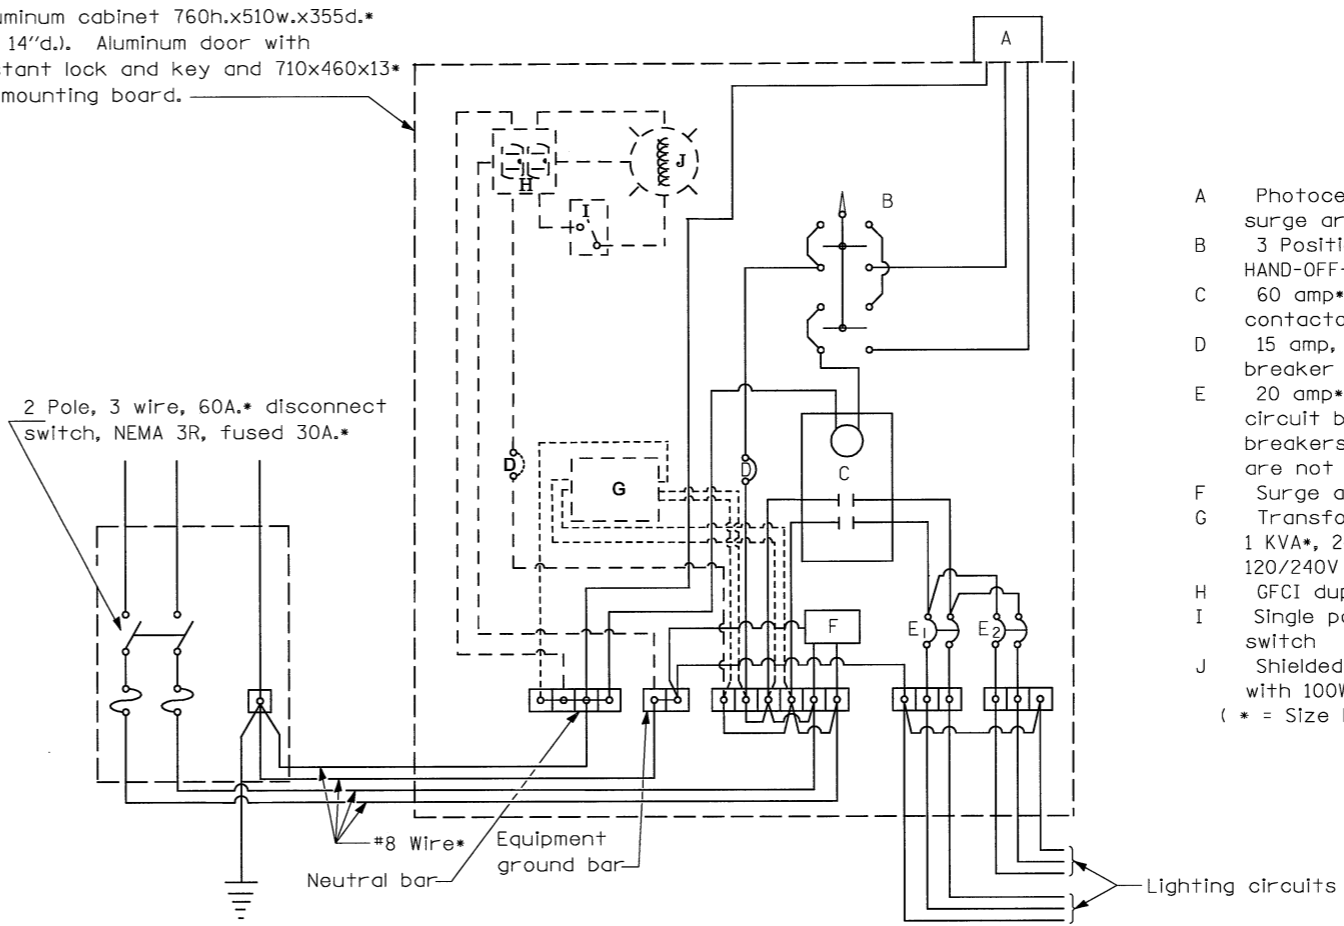 uminum cabinet 760h.x510w.x355d.*
14"d.). Aluminum door with
stant lock and key and 710x460x13*
mounting board.
A
H
J
I
B
2 Pole, 3 wire, 60A.* disconnect
switch, NEMA 3R, fused 30A.*
D
G
D
C
F
E1
E2
#8 Wire*
Equipment
ground bar
Neutral bar
Lighting circuits
A Photoce
surge ar
B 3 Positi
HAND-OFF-
C 60 amp*
contacto
D 15 amp,
breaker
E 20 amp*
circuit b
breakers
are not
F Surge a
G Transfo
1 KVA*, 2
120/240V
H GFCI dup
I Single po
switch
J Shielded
with 100W
( * = Size